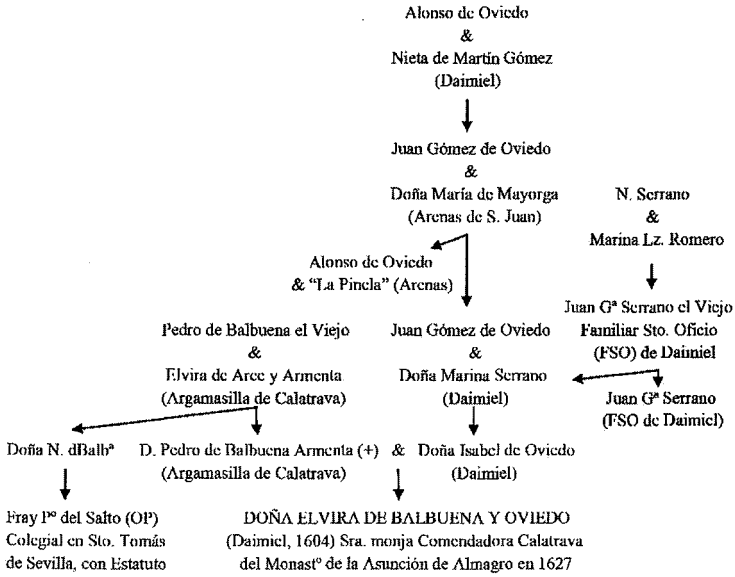 Alonso de Oviedo
&
Nieta de Martín Gómez
(Daimiel)
Juan Gómez de Oviedo
&
Doña María de Mayorga
(Arenas de S. Juan)
N. Serrano
&
Marina Lz. Romero
Alonso de Oviedo
& "La Pinela" (Arenas)
Juan Gª Serrano el Viejo
Familiar Sto. Oficio
(FSO) de Daimiel
Pedro de Balbuena el Viejo
&
Elvira de Arce y Armenta
(Argamasilla de Calatrava)
Juan Gómez de Oviedo
&
Doña Marina Serrano
(Daimiel)
Juan Gª Serrano
(FSO de Daimiel)
Doña N. dBalbª
D. Pedro de Balbuena Armenta (+) & Doña Isabel de Oviedo
(Argamasilla de Calatrava) (Daimiel)
Fray Pº del Salto (OP)
Colegial en Sto. Tomás
de Sevilla, con Estatuto
DOÑA ELVIRA DE BALBUENA Y OVIEDO
(Daimiel, 1604) Sra. monja Comendadora Calatrava
del Monastº de la Asunción de Almagro en 1627